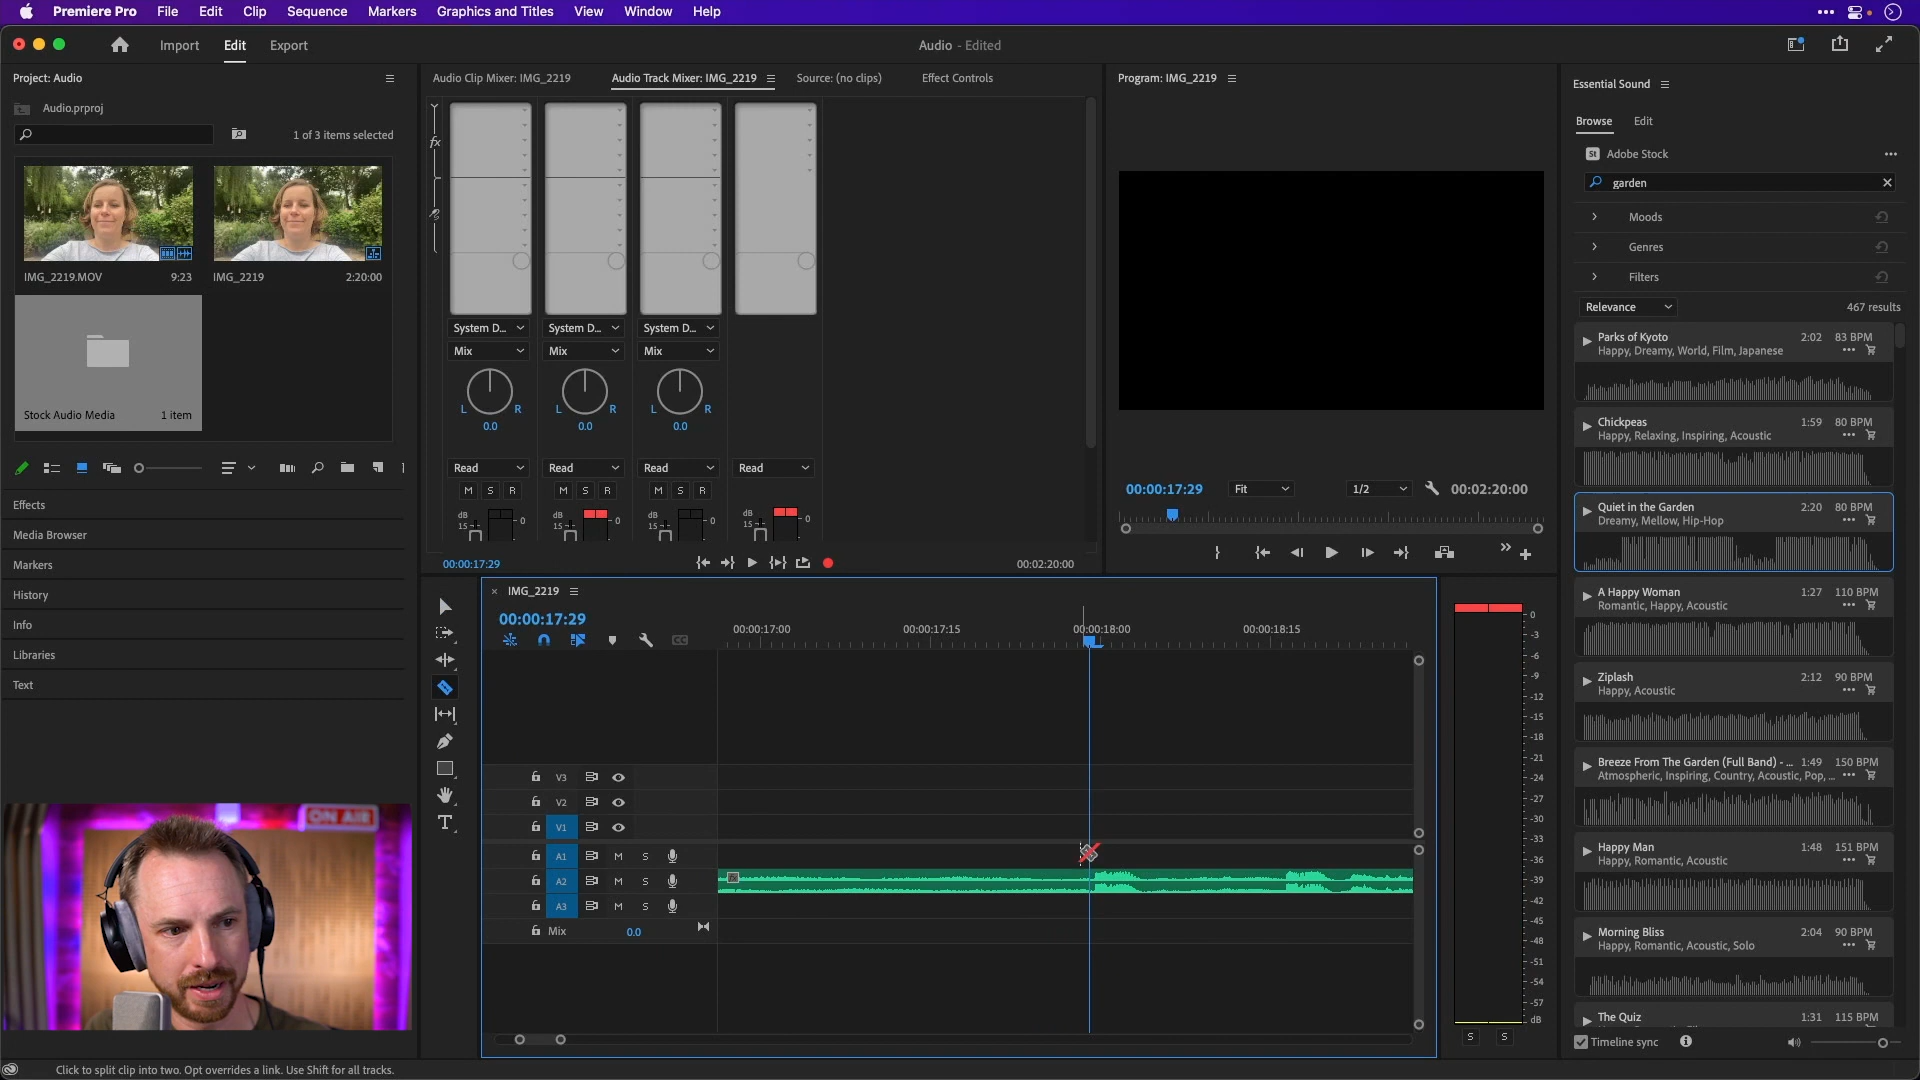 Premiere Pro File Edit Clip Sequence Markers Graphics and Titles View Window Help
Import Edit Export
Audio - Edited
Project: Audio
Audio.prproj
1 of 3 items selected
IMG_2219.MOV 9:23
IMG_2219 2:20:00
Stock Audio Media 1 item
Effects
Media Browser
Markers
History
Info
Libraries
Text
ON AIR
Audio Clip Mixer: IMG_2219 Audio Track Mixer: IMG_2219 Source: (no clips) Effect Controls
fx
System D... System D... System D...
Mix Mix Mix
L R L R L R
0.0 0.0 0.0
Read Read Read Read
M S R M S R M S R
dB 0 dB 0 dB 0 dB 0
15 15 15 15
00:00:17:29 00:02:20:00
Program: IMG_2219
00:00:17:29 Fit 1/2 00:02:20:00
× IMG_2219
00:00:17:29
CC
00:00:17:00 00:00:17:15 00:00:18:00 00:00:18:15
V3
V2
V1
A1 M S
A2 M S
fx
A3 M S
Mix 0.0
0
-3
-6
-9
-12
-15
-18
-21
-24
-27
-30
-33
-36
-39
-42
-45
-48
-51
-54
-57
dB
S S
Essential Sound
Browse Edit
St Adobe Stock
garden
Moods
Genres
Filters
Relevance 467 results
Parks of Kyoto 2:02 83 BPM
Happy, Dreamy, World, Film, Japanese
Chickpeas 1:59 80 BPM
Happy, Relaxing, Inspiring, Acoustic
Quiet in the Garden 2:20 80 BPM
Dreamy, Mellow, Hip-Hop
A Happy Woman 1:27 110 BPM
Romantic, Happy, Acoustic
Ziplash 2:12 90 BPM
Happy, Acoustic
Breeze From The Garden (Full Band) - ... 1:49 150 BPM
Atmospheric, Inspiring, Country, Acoustic, Pop, ...
Happy Man 1:48 151 BPM
Happy, Romantic, Acoustic
Morning Bliss 2:04 90 BPM
Happy, Romantic, Acoustic, Solo
The Quiz 1:31 115 BPM
Timeline sync
Click to split clip into two. Opt overrides a link. Use Shift for all tracks.